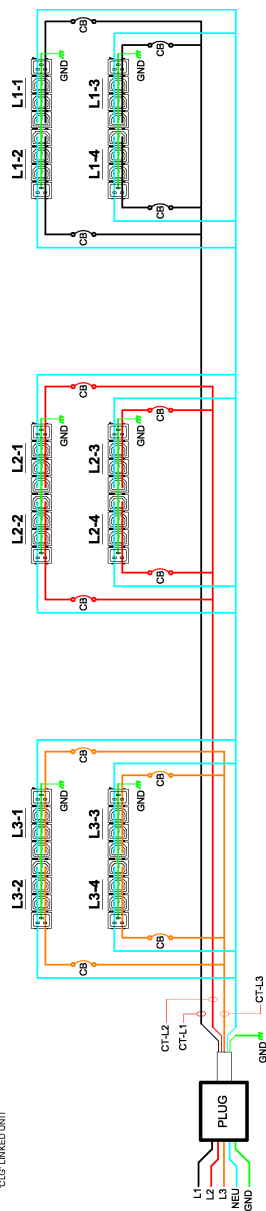 L1-1
L1-2
L1-3
L1-4
CB
CB
CB
CB
GND
GND
L2-1
L2-2
L2-3
L2-4
CB
CB
CB
CB
GND
GND
L3-1
L3-2
L3-3
L3-4
CB
CB
CB
CB
GND
GND
CT-L2
CT-L1
CT-L3
GND
PLUG
L1
L2
L3
NEU
GND
LINKED UNIT